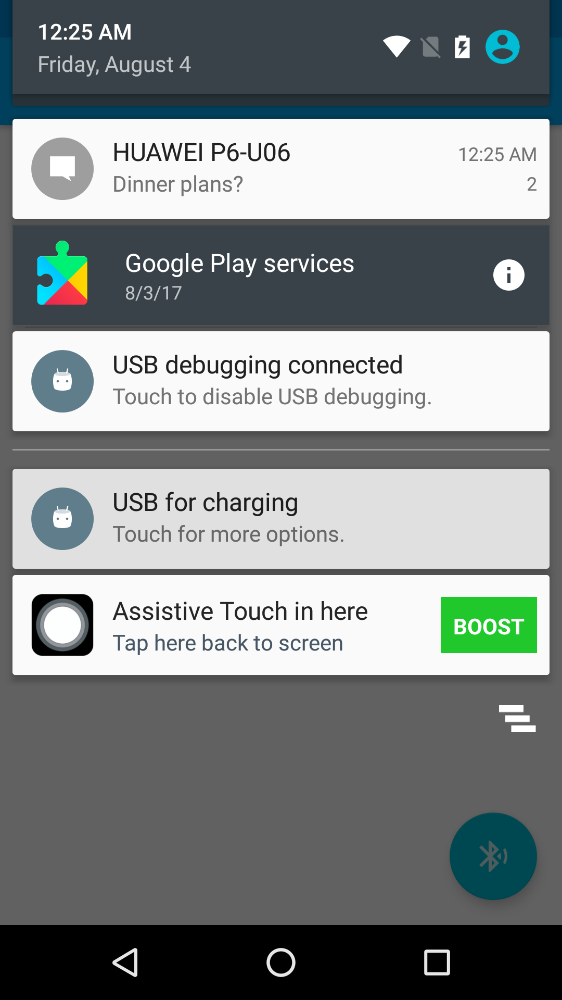 12:25 AM
Friday, August 4
HUAWEI P6-U06
12:25 AM
Dinner plans?
2
Google Play services
8/3/17
USB debugging connected
Touch to disable USB debugging.
USB for charging
Touch for more options.
Assistive Touch in here
Tap here back to screen
BOOST